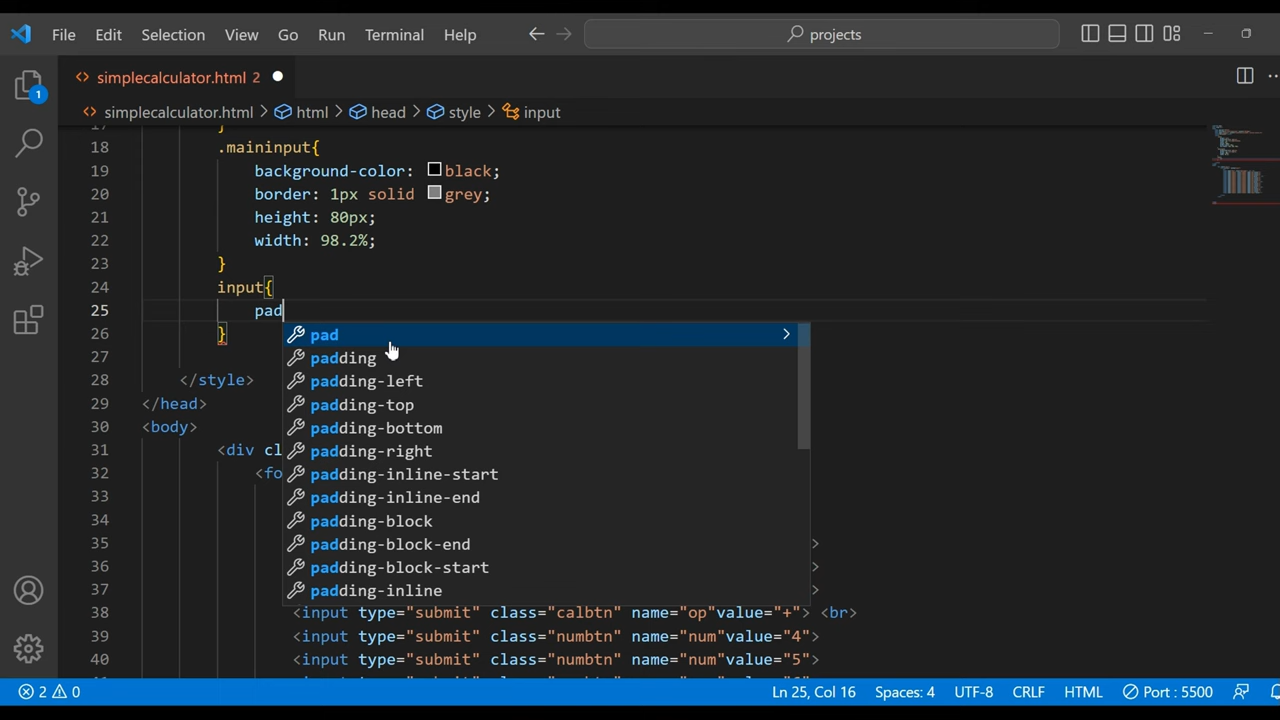 File Edit Selection View Go Run Terminal Help projects
simplecalculator.html 2
simplecalculator.html > html > head > style > input
17 }
18 .maininput{
19 background-color: black;
20 border: 1px solid grey;
21 height: 80px;
22 width: 98.2%;
23 }
24 input{
25 pad
26 }
27
28 </style>
29 </head>
30 <body>
31 <div cl
32 <fo
33
34
35 >
36 >
37 >
38 <input type="submit" class="calbtn" name="op"value="+"> <br>
39 <input type="submit" class="numbtn" name="num"value="4">
40 <input type="submit" class="numbtn" name="num"value="5">
pad
padding
padding-left
padding-top
padding-bottom
padding-right
padding-inline-start
padding-inline-end
padding-block
padding-block-end
padding-block-start
padding-inline
1
2 0 Ln 25, Col 16 Spaces: 4 UTF-8 CRLF HTML Port : 5500